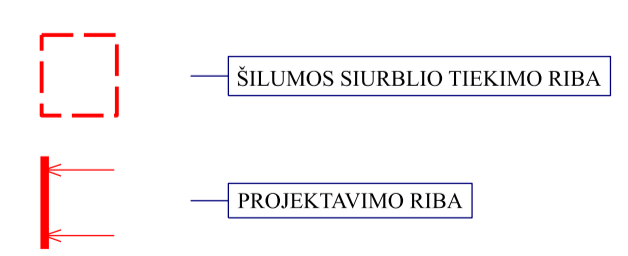 ŠILUMOS SIURBLIO TIEKIMO RIBA
PROJEKTAVIMO RIBA